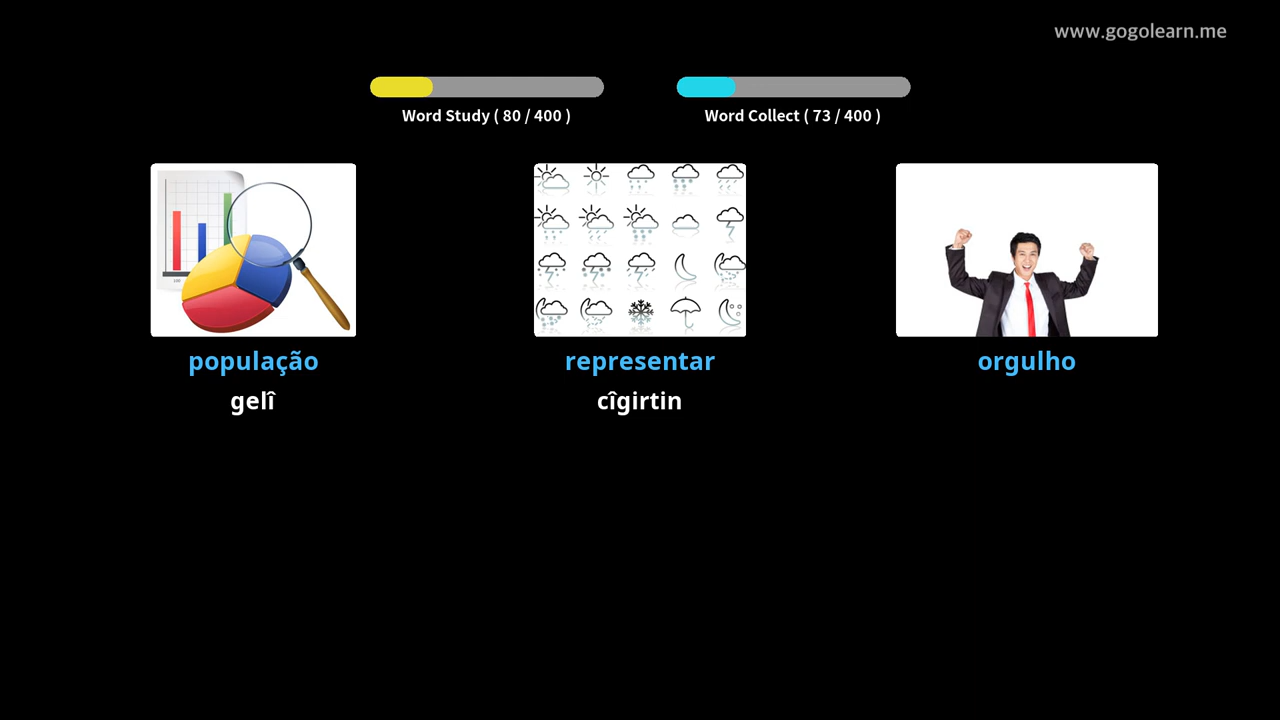 www.gogolearn.me
Word Study ( 80 / 400 )
Word Collect ( 73 / 400 )
população
representar
orgulho
gelî
cîgirtin